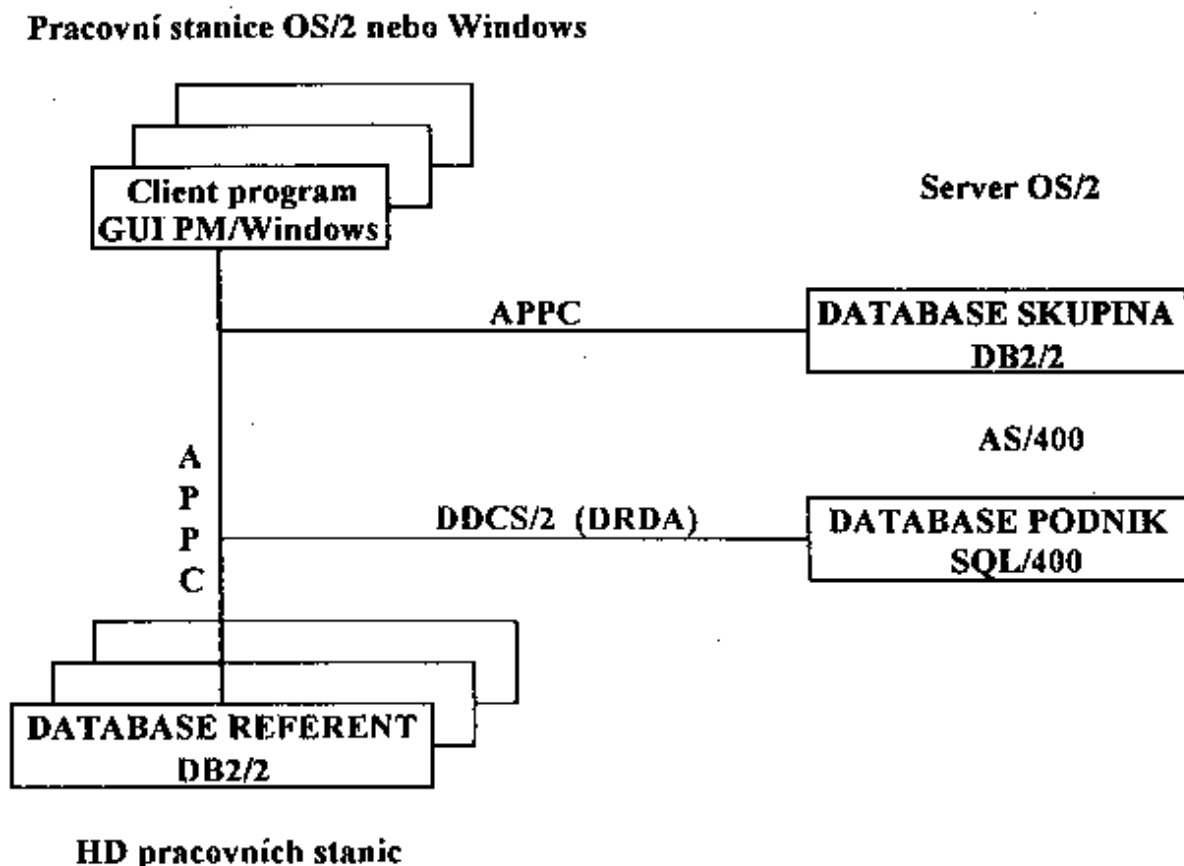 Pracovní stanice OS/2 nebo Windows
Client program
GUI PM/Windows
Server OS/2
APPC
DATABASE SKUPINA
DB2/2
AS/400
A
P
P
C
DDCS/2 (DRDA)
DATABASE PODNIK
SQL/400
DATABASE REFERENT
DB2/2
HD pracovních stanic